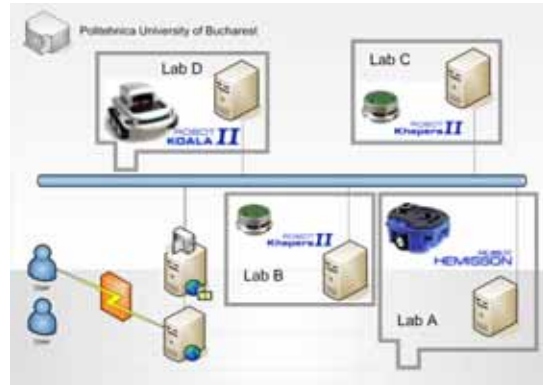 Politehnica University of Bucharest
Lab D
ROBOT
KOALA II
Lab C
ROBOT
Khepera II
ROBOT
Khepera II
Lab B
ROBOT
HEMISSON
Lab A
User
User